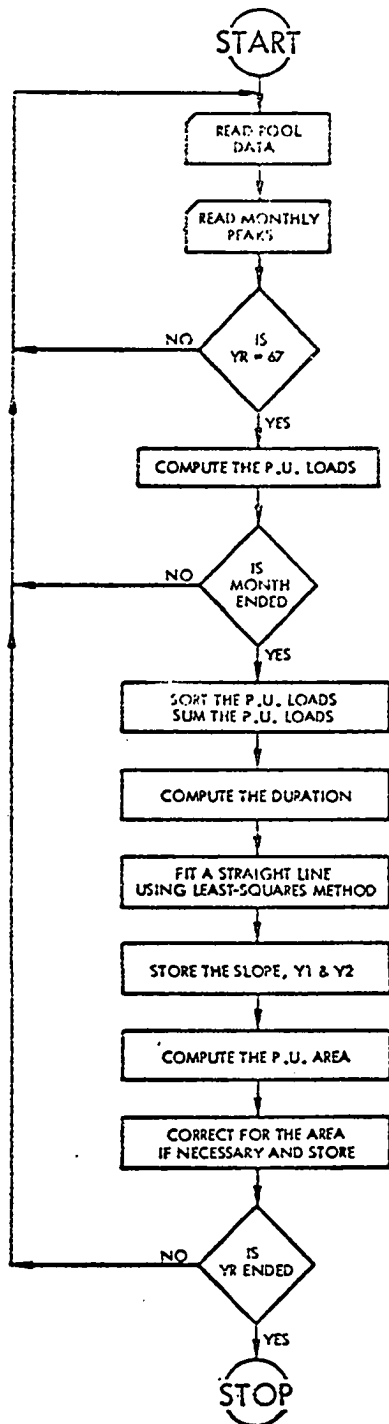 START
READ POOL
DATA
READ MONTHLY
PEAKS
IS
YR = 67
NO
YES
COMPUTE THE P.U. LOADS
IS
MONTH
ENDED
NO
YES
SORT THE P.U. LOADS
SUM THE P.U. LOADS
COMPUTE THE DURATION
FIT A STRAIGHT LINE
USING LEAST-SQUARES METHOD
STORE THE SLOPE, Y1 & Y2
COMPUTE THE P.U. AREA
CORRECT FOR THE AREA
IF NECESSARY AND STORE
IS
YR ENDED
NO
YES
STOP